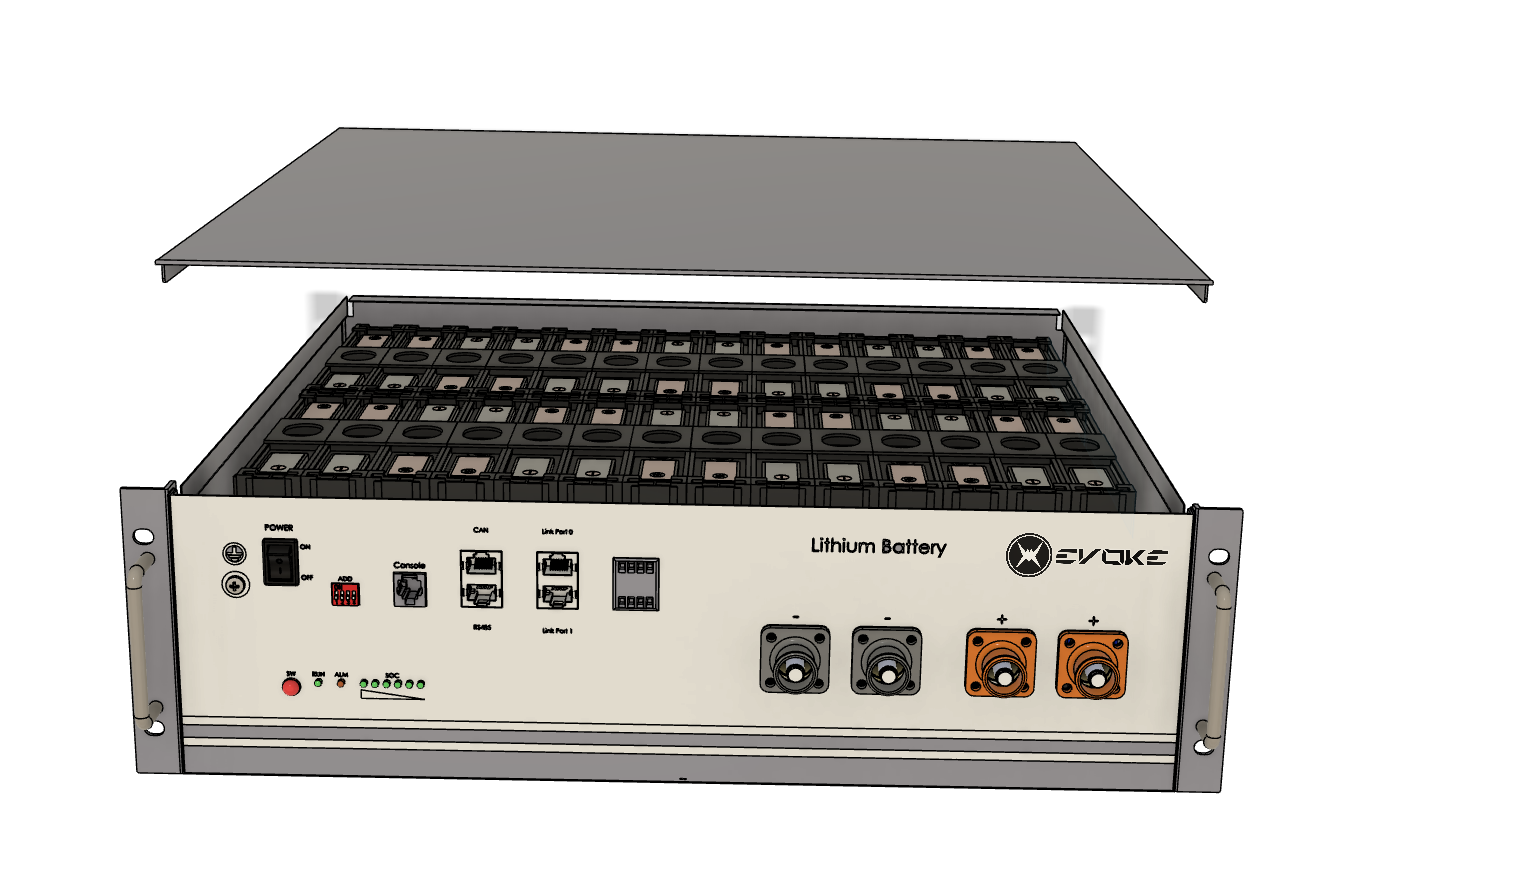 POWER
ON
OFF
ADD
Console
CAN
RS485
Link Port 0
Link Port 1
Lithium Battery
EVOKE
- - + +
SW RUN ALM SOC